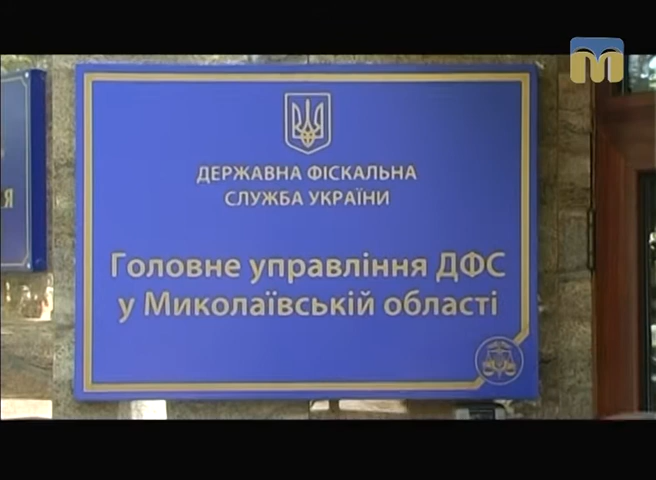 ДЕРЖАВНА ФІСКАЛЬНА
СЛУЖБА УКРАЇНИ
Головне управління ДФС
у Миколаївській області